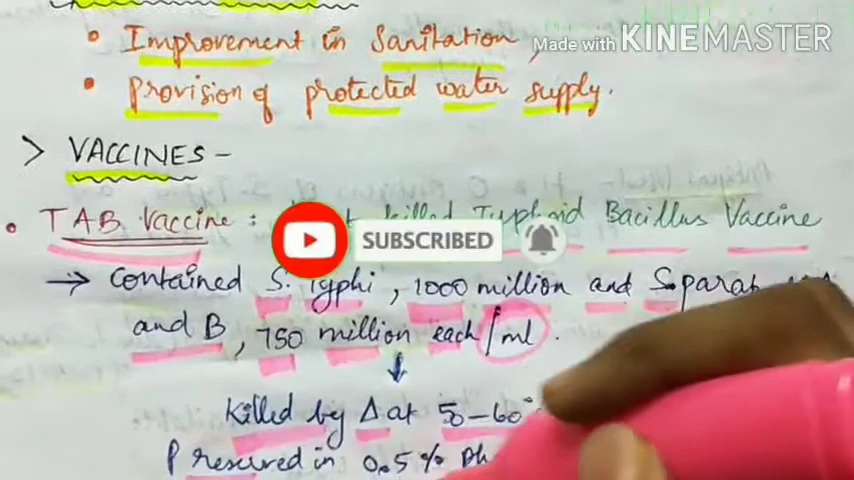 • Improvement in Sanitation,
Made with KINEMASTER
• Provision of protected water supply.
> VACCINES -
• TAB Vaccine : killed Typhoid Bacillus Vaccine
SUBSCRIBED
→ Contained S. Typhi, 1000 million and S. parat
and B, 750 million each/ml.
↓
Killed by Δ at 50-60°
Preserved in 0.5%